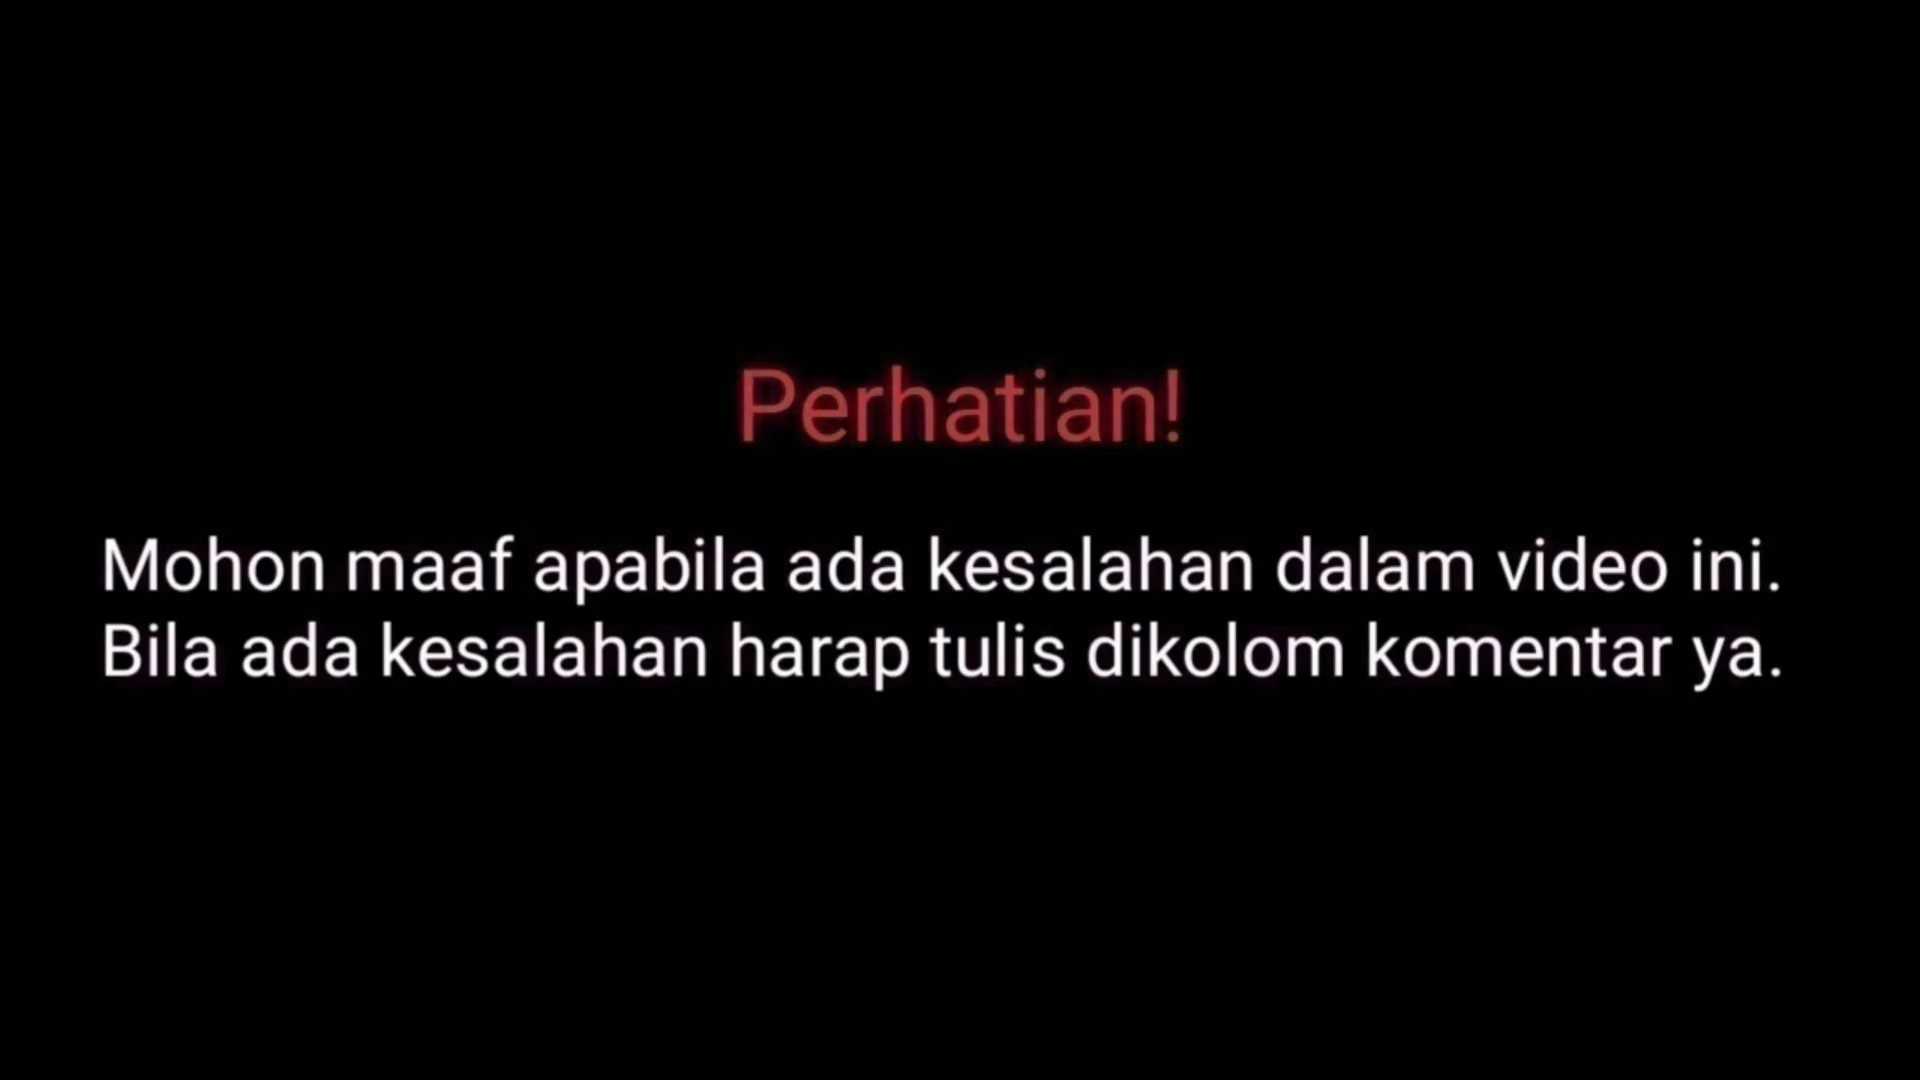 Perhatian!
Mohon maaf apabila ada kesalahan dalam video ini.
Bila ada kesalahan harap tulis dikolom komentar ya.